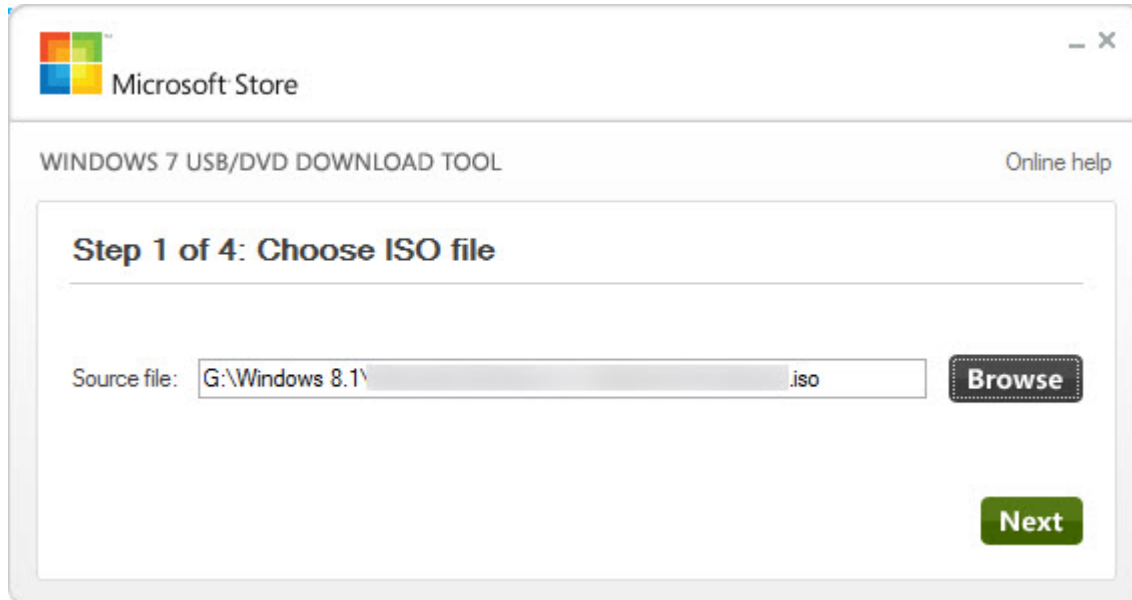 Microsoft Store
WINDOWS 7 USB/DVD DOWNLOAD TOOL Online help
Step 1 of 4: Choose ISO file
Source file: G:\Windows 8.1\ .iso Browse
Next